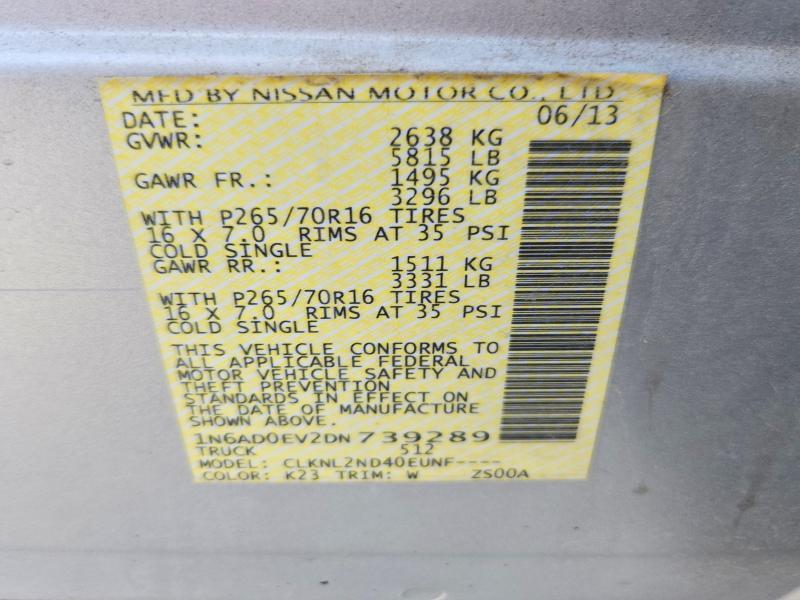 MFD BY NISSAN MOTOR CO., LTD
DATE: 06/13
GVWR: 2638 KG
5815 LB
GAWR FR.: 1495 KG
3296 LB
WITH P265/70R16 TIRES
16 X 7.0 RIMS AT 35 PSI
COLD SINGLE
GAWR RR.: 1511 KG
3331 LB
WITH P265/70R16 TIRES
16 X 7.0 RIMS AT 35 PSI
COLD SINGLE
THIS VEHICLE CONFORMS TO
ALL APPLICABLE FEDERAL
MOTOR VEHICLE SAFETY AND
THEFT PREVENTION
STANDARDS IN EFFECT ON
THE DATE OF MANUFACTURE
SHOWN ABOVE.
1N6AD0EV2DN739289
TRUCK 512
MODEL: CLKNL2ND40EUNF----
COLOR: K23 TRIM: W ZS00A